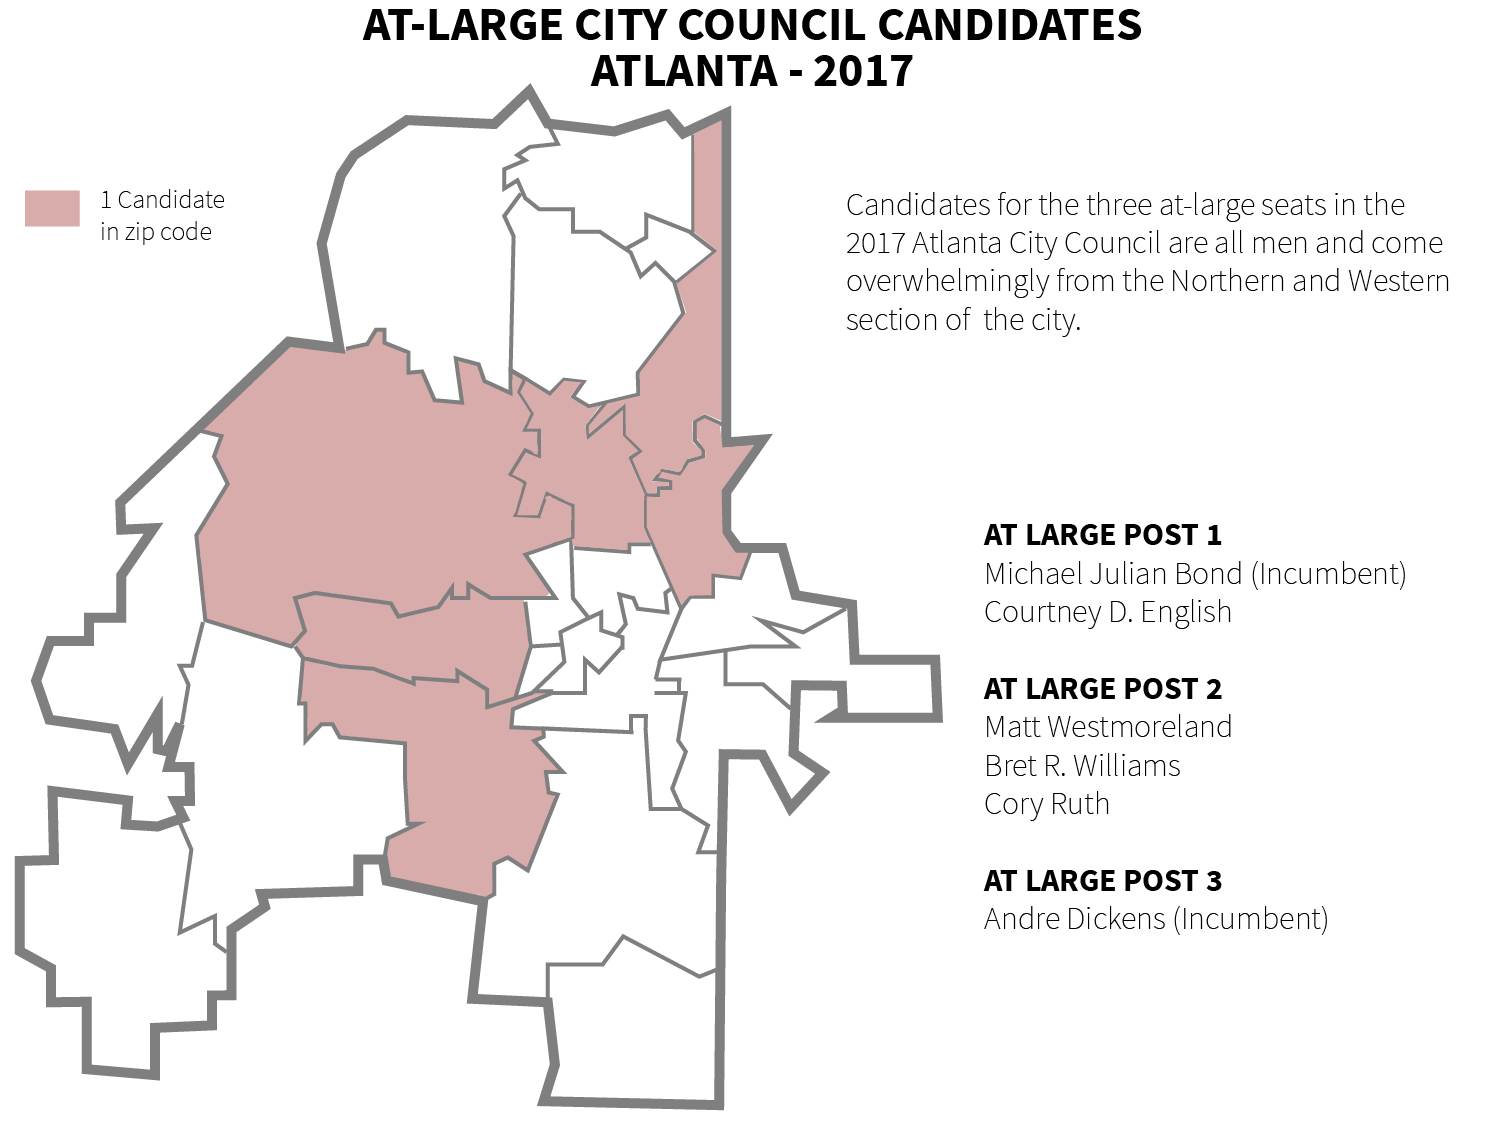 AT-LARGE CITY COUNCIL CANDIDATES
ATLANTA - 2017
1 Candidate
in zip code
Candidates for the three at-large seats in the
2017 Atlanta City Council are all men and come
overwhelmingly from the Northern and Western
section of the city.
AT LARGE POST 1
Michael Julian Bond (Incumbent)
Courtney D. English
AT LARGE POST 2
Matt Westmoreland
Bret R. Williams
Cory Ruth
AT LARGE POST 3
Andre Dickens (Incumbent)